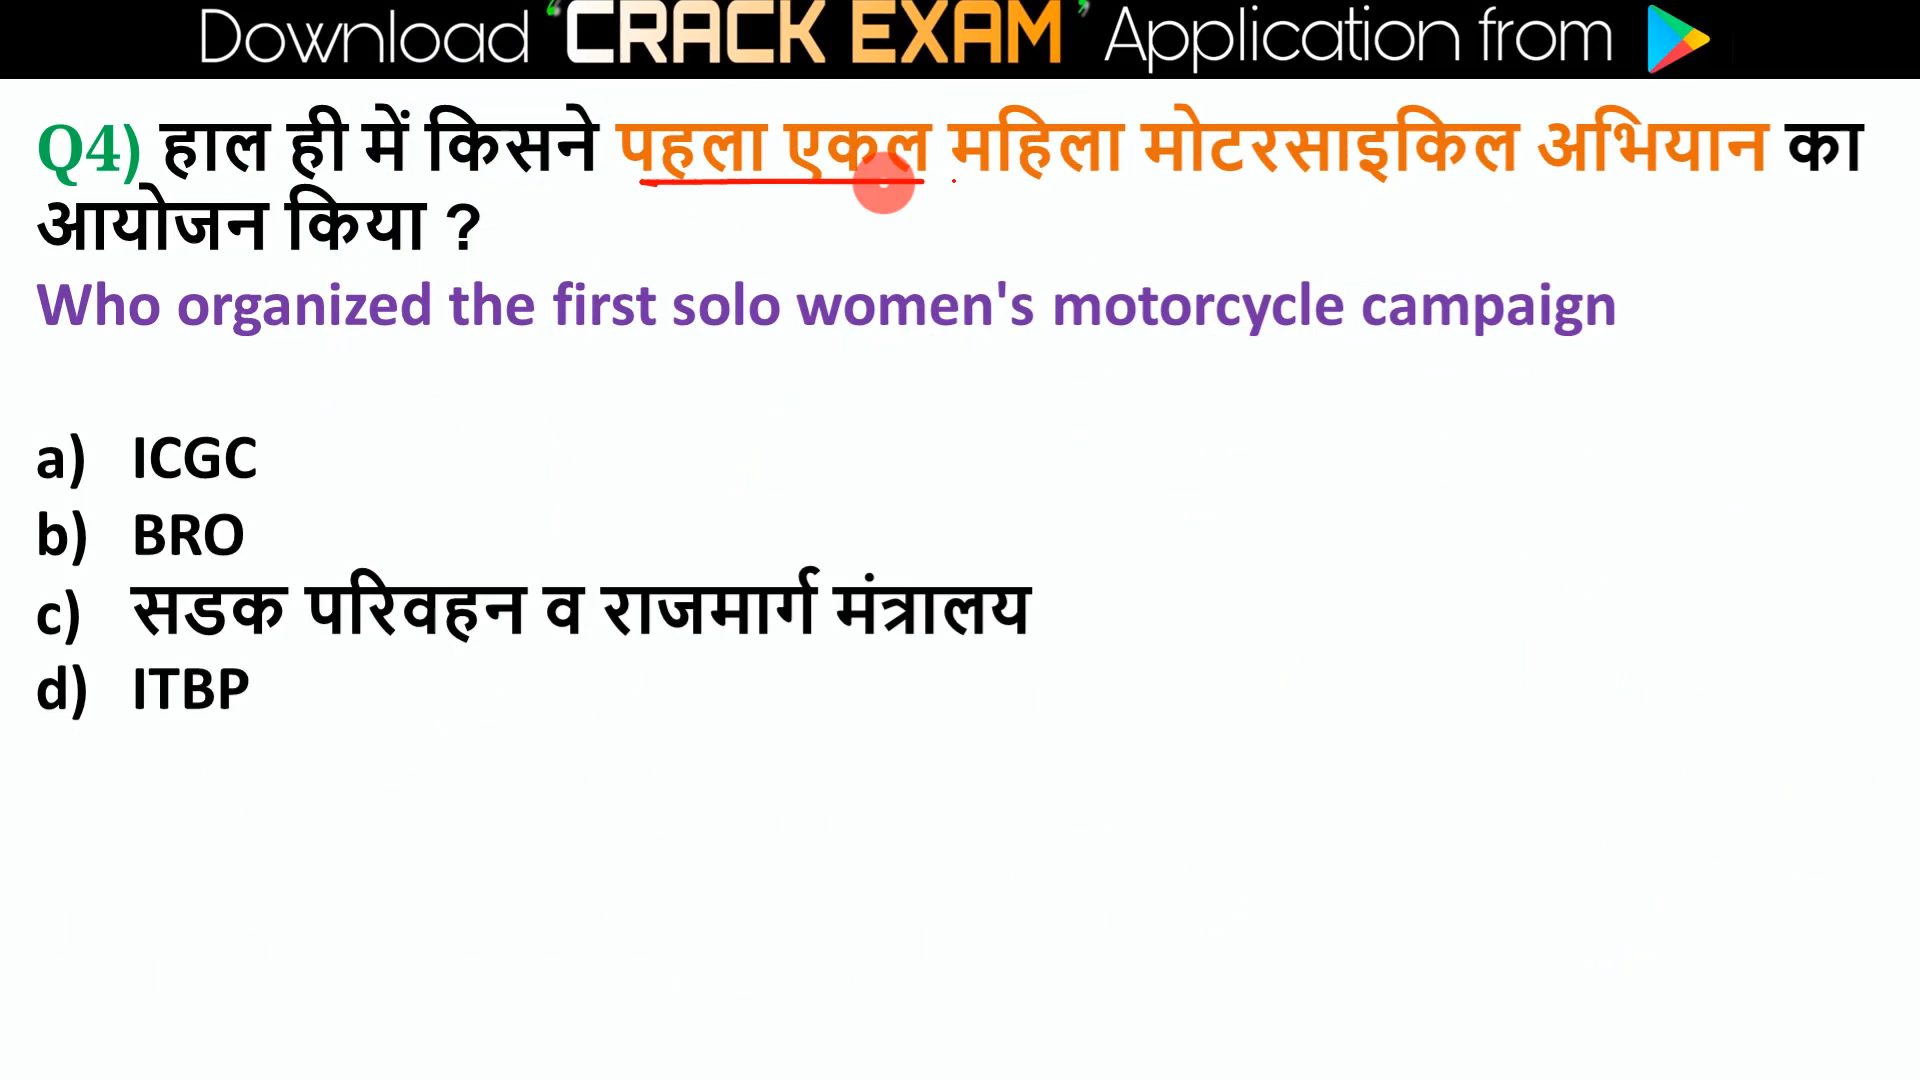 Download ‘CRACK EXAM’ Application from
Q4) हाल ही में किसने पहला एकल महिला मोटरसाइकिल अभियान का
आयोजन किया ?
Who organized the first solo women's motorcycle campaign
a) ICGC
b) BRO
c) सडक परिवहन व राजमार्ग मंत्रालय
d) ITBP